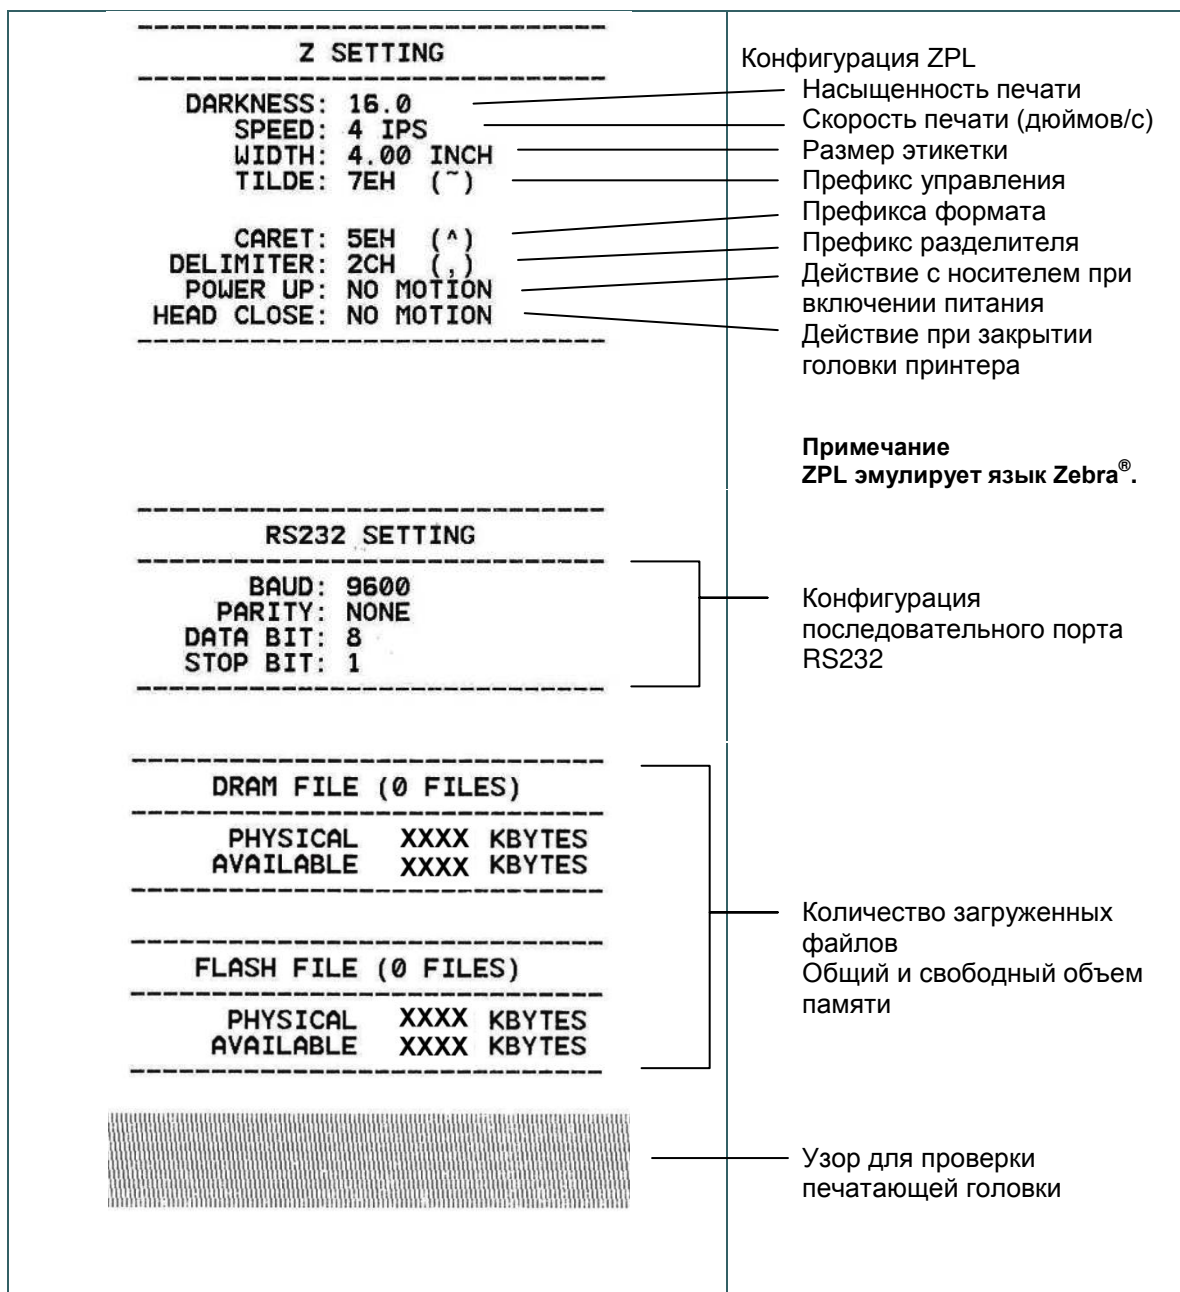 Z SETTING
DARKNESS: 16.0
SPEED: 4 IPS
WIDTH: 4.00 INCH
TILDE: 7EH (~)
CARET: 5EH (^)
DELIMITER: 2CH (,)
POWER UP: NO MOTION
HEAD CLOSE: NO MOTION
Конфигурация ZPL
Насыщенность печати
Скорость печати (дюймов/с)
Размер этикетки
Префикс управления
Префикса формата
Префикс разделителя
Действие с носителем при
включении питания
Действие при закрытии
головки принтера
Примечание
ZPL эмулирует язык Zebra®.
RS232 SETTING
BAUD: 9600
PARITY: NONE
DATA BIT: 8
STOP BIT: 1
Конфигурация
последовательного порта
RS232
DRAM FILE (0 FILES)
PHYSICAL XXXX KBYTES
AVAILABLE XXXX KBYTES
FLASH FILE (0 FILES)
PHYSICAL XXXX KBYTES
AVAILABLE XXXX KBYTES
Количество загруженных
файлов
Общий и свободный объем
памяти
Узор для проверки
печатающей головки